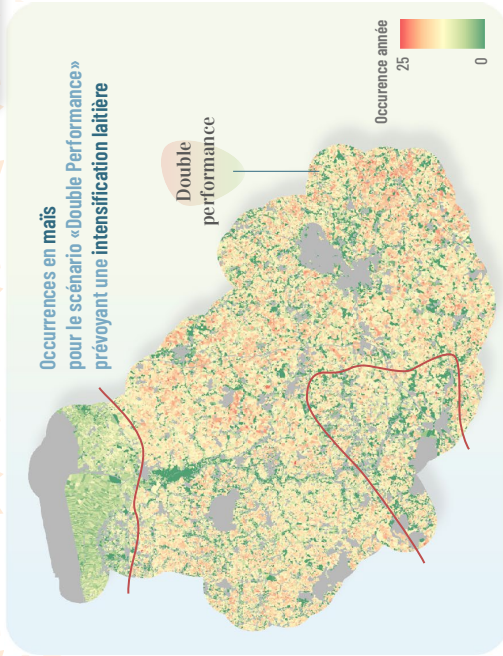 Occurrences en maïs
pour le scénario «Double Performance»
prévoyant une intensification laitière
Double
performance
Occurence année
25
0